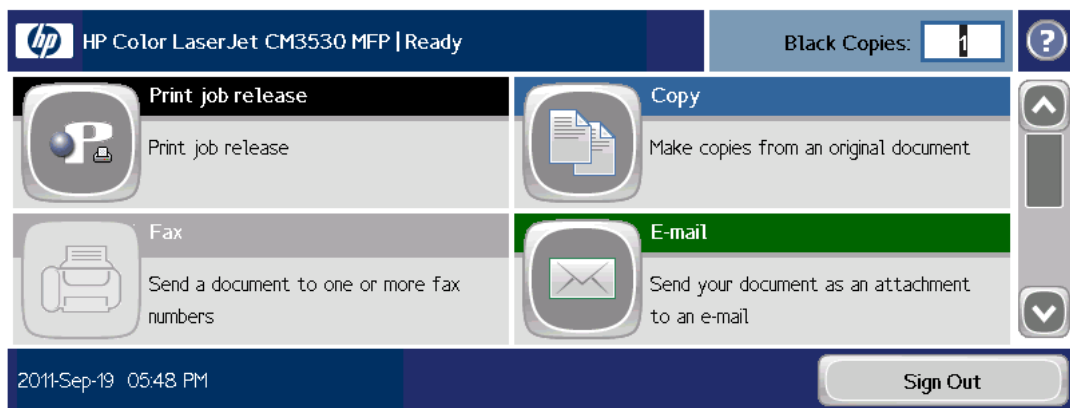 hp HP Color LaserJet CM3530 MFP | Ready
Black Copies: 1
?
Print job release
Print job release
Copy
Make copies from an original document
Fax
Send a document to one or more fax
numbers
E-mail
Send your document as an attachment
to an e-mail
2011-Sep-19 05:48 PM
Sign Out